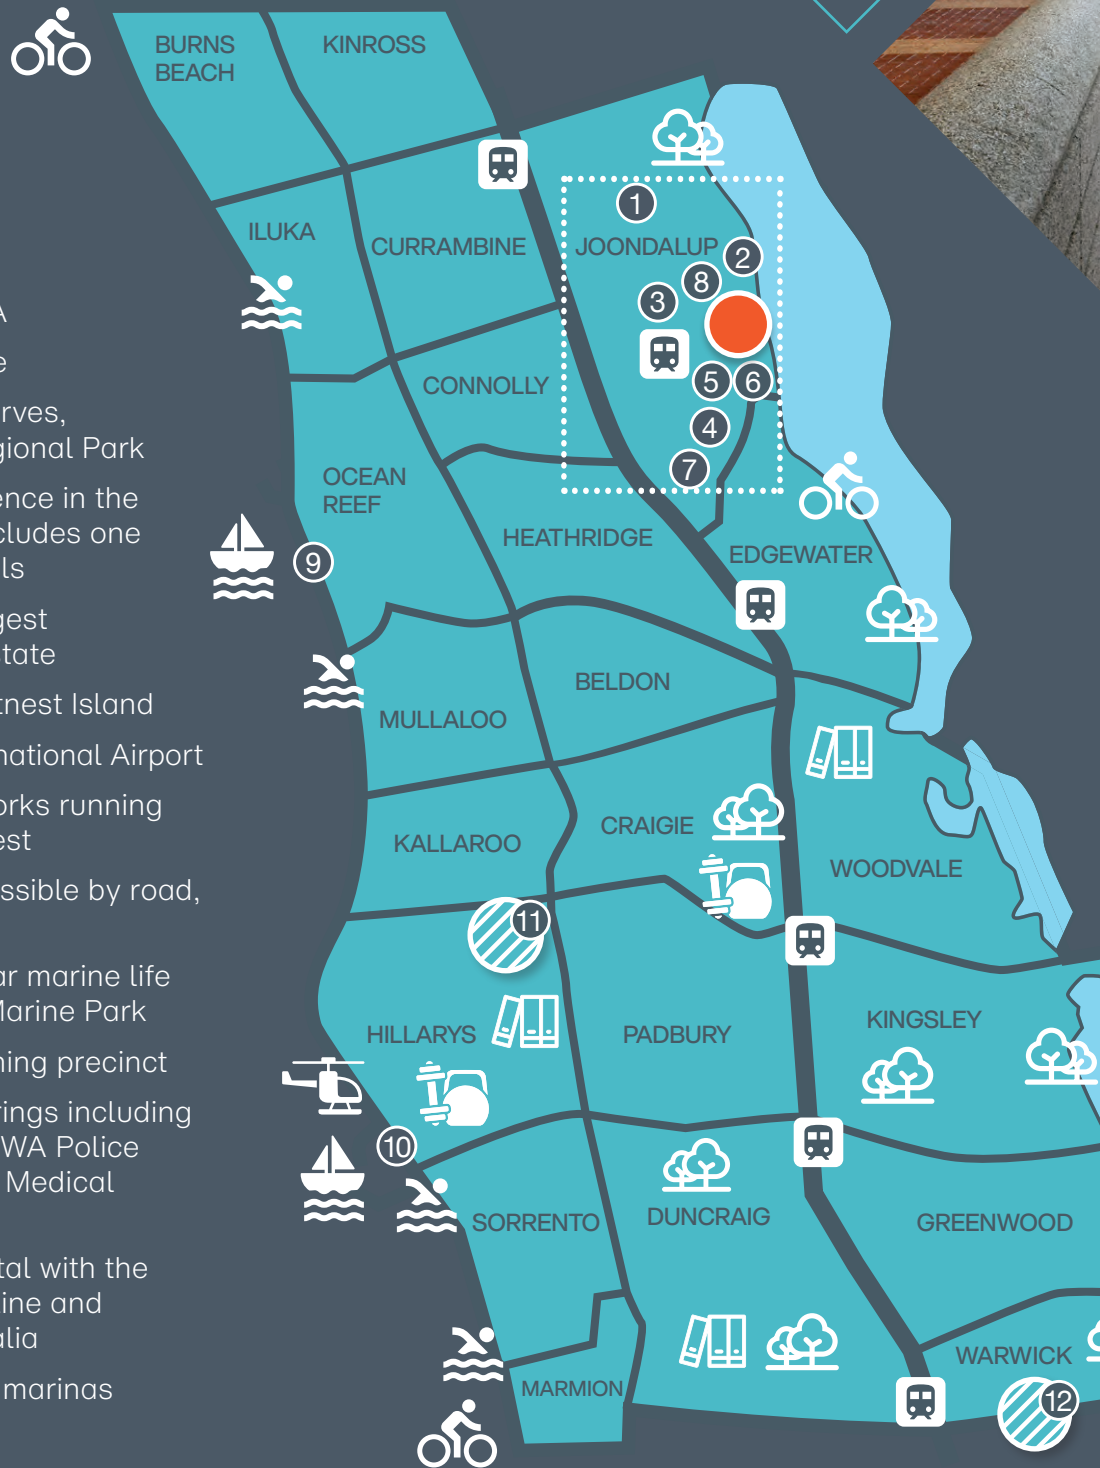 BURNS
BEACH
KINROSS
ILUKA
CURRAMBINE
1
JOONDALUP
2
8
3
CONNOLLY
5
6
4
7
OCEAN
REEF
HEATHRIDGE
EDGEWATER
9
BELDON
MULLALOO
CRAIGIE
KALLAROO
WOODVALE
11
HILLARYS
PADBURY
KINGSLEY
10
SORRENTO
DUNCRAIG
GREENWOOD
WARWICK
MARMION
12
A
e
rves,
gional Park
ence in the
cludes one
ls
gest
state
tnest Island
national Airport
orks running
est
ssible by road,
ar marine life
Marine Park
ning precinct
rings including
WA Police
Medical
tal with the
ine and
alia
marinas